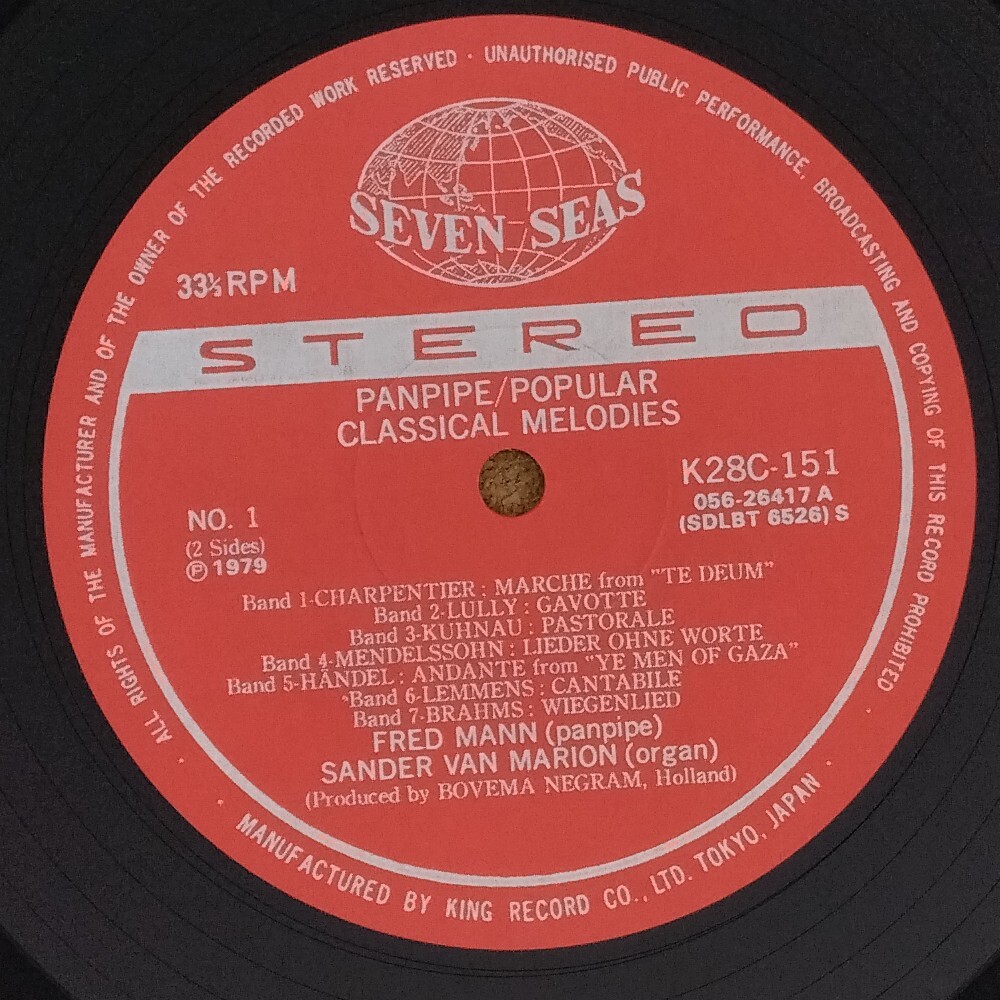 ALL RIGHTS OF THE MANUFACTURER AND OF THE OWNER OF THE RECORDED WORK RESERVED · UNAUTHORISED PUBLIC PERFORMANCE, BROADCASTING AND COPYING OF THIS RECORD PROHIBITED
SEVEN SEAS
33⅓ RPM
STEREO
PANPIPE/POPULAR
CLASSICAL MELODIES
K28C-151
056-26417 A
(SDLBT 6526) S
NO. 1
(2 Sides)
Ⓟ 1979
Band 1-CHARPENTIER : MARCHE from "TE DEUM"
Band 2-LULLY : GAVOTTE
Band 3-KUHNAU : PASTORALE
Band 4-MENDELSSOHN : LIEDER OHNE WORTE
Band 5-HÄNDEL : ANDANTE from "YE MEN OF GAZA"
Band 6-LEMMENS : CANTABILE
Band 7-BRAHMS : WIEGENLIED
FRED MANN (panpipe)
SANDER VAN MARION (organ)
(Produced by BOVEMA NEGRAM, Holland)
· MANUFACTURED BY KING RECORD CO., LTD. TOKYO, JAPAN ·